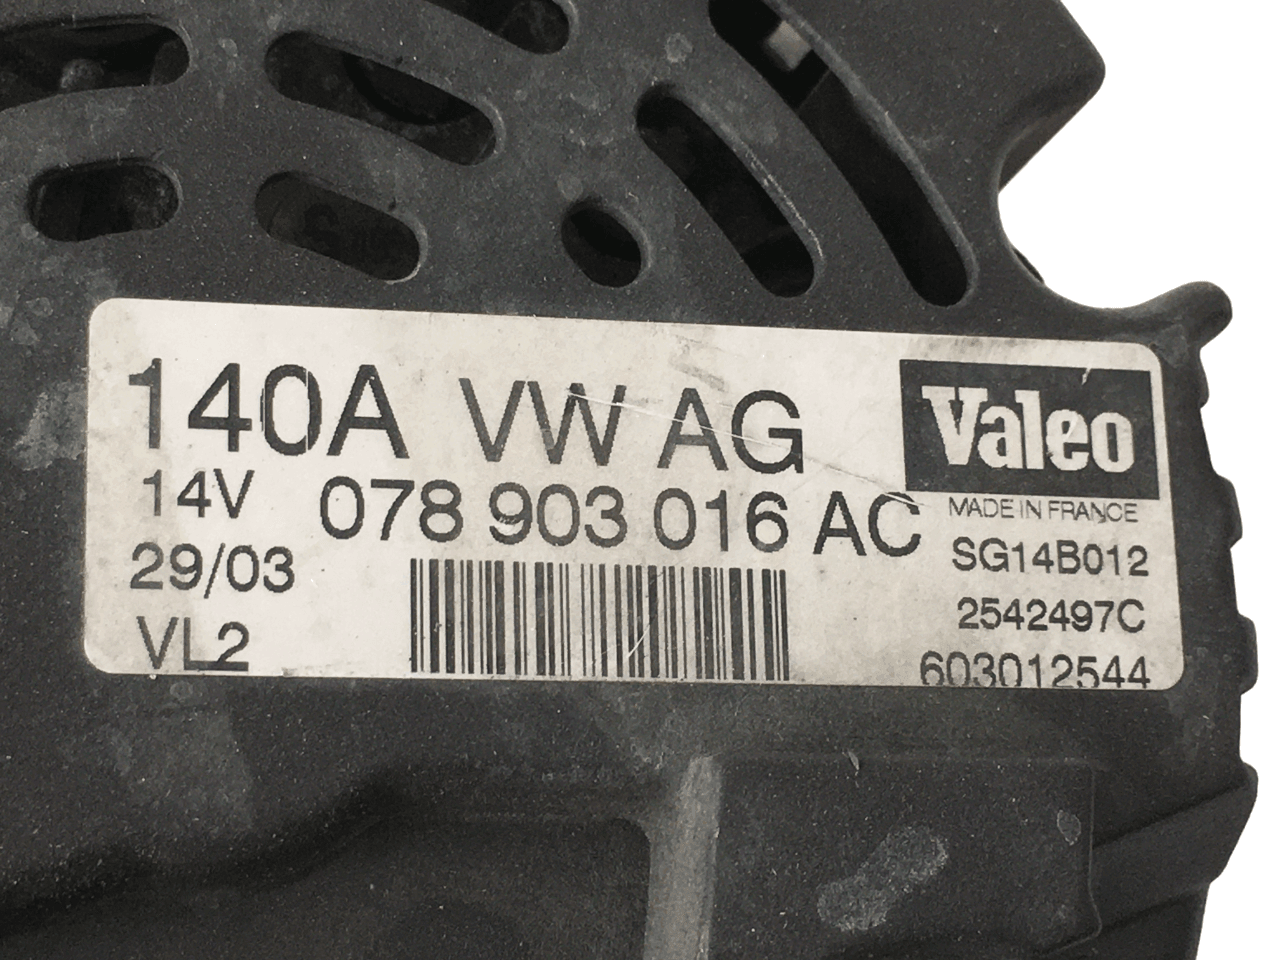 140A VW AG
Valeo
14V 078 903 016 AC
MADE IN FRANCE
29/03
SG14B012
2542497C
VL2
603012544